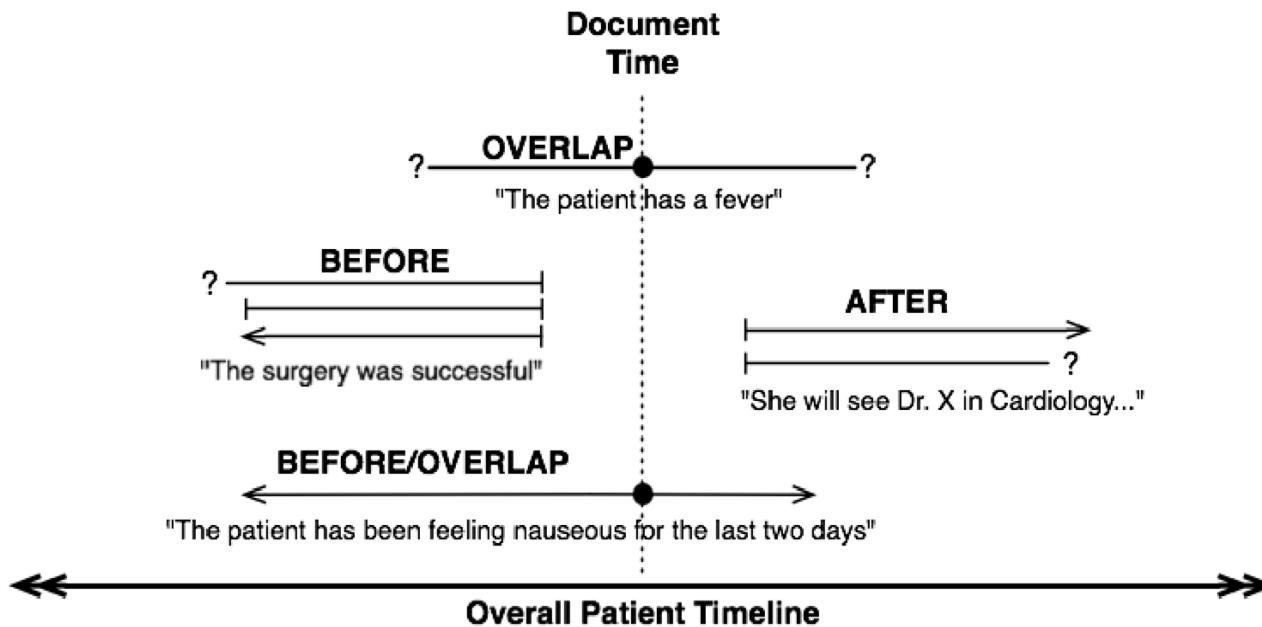 Document
Time
OVERLAP
?
?
"The patient has a fever"
BEFORE
?
AFTER
?
"The surgery was successful"
"She will see Dr. X in Cardiology..."
BEFORE/OVERLAP
"The patient has been feeling nauseous for the last two days"
Overall Patient Timeline